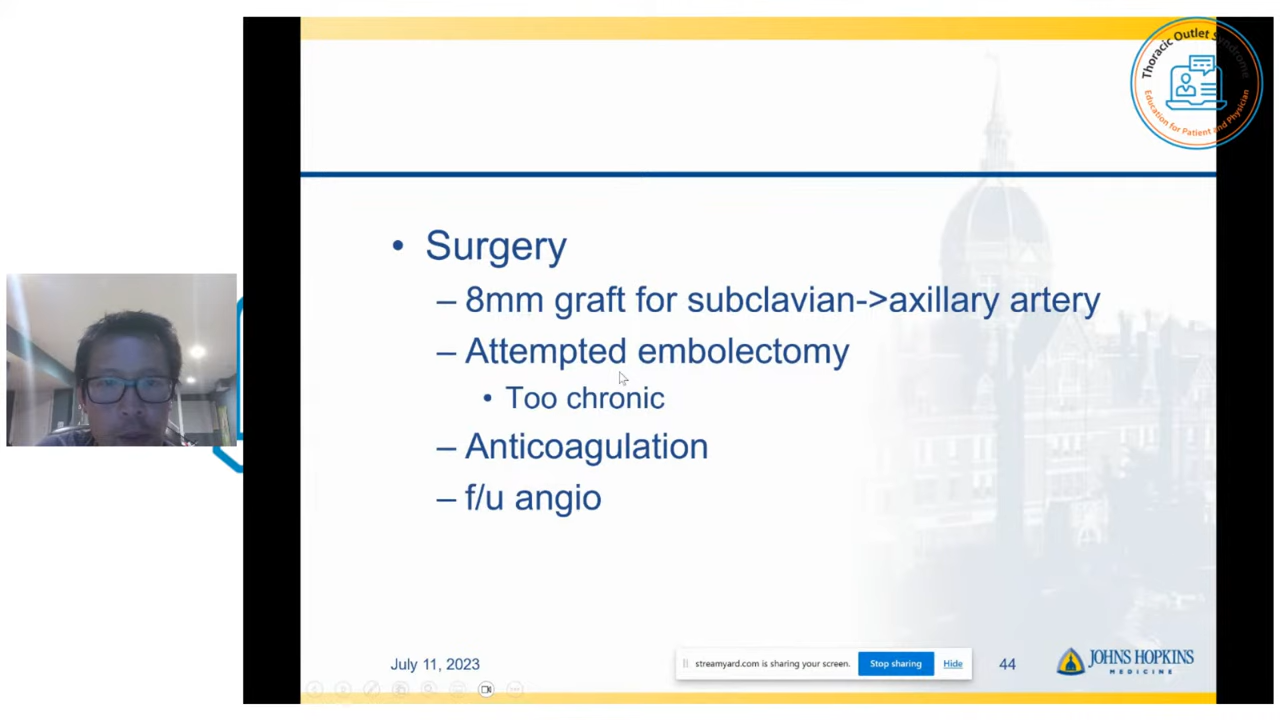 Thoracic Outlet Syndrome
Education for Patient and Physician
• Surgery
– 8mm graft for subclavian->axillary artery
– Attempted embolectomy
• Too chronic
– Anticoagulation
– f/u angio
July 11, 2023
streamyard.com is sharing your screen.
Stop sharing
Hide
44
JOHNS HOPKINS
MEDICINE